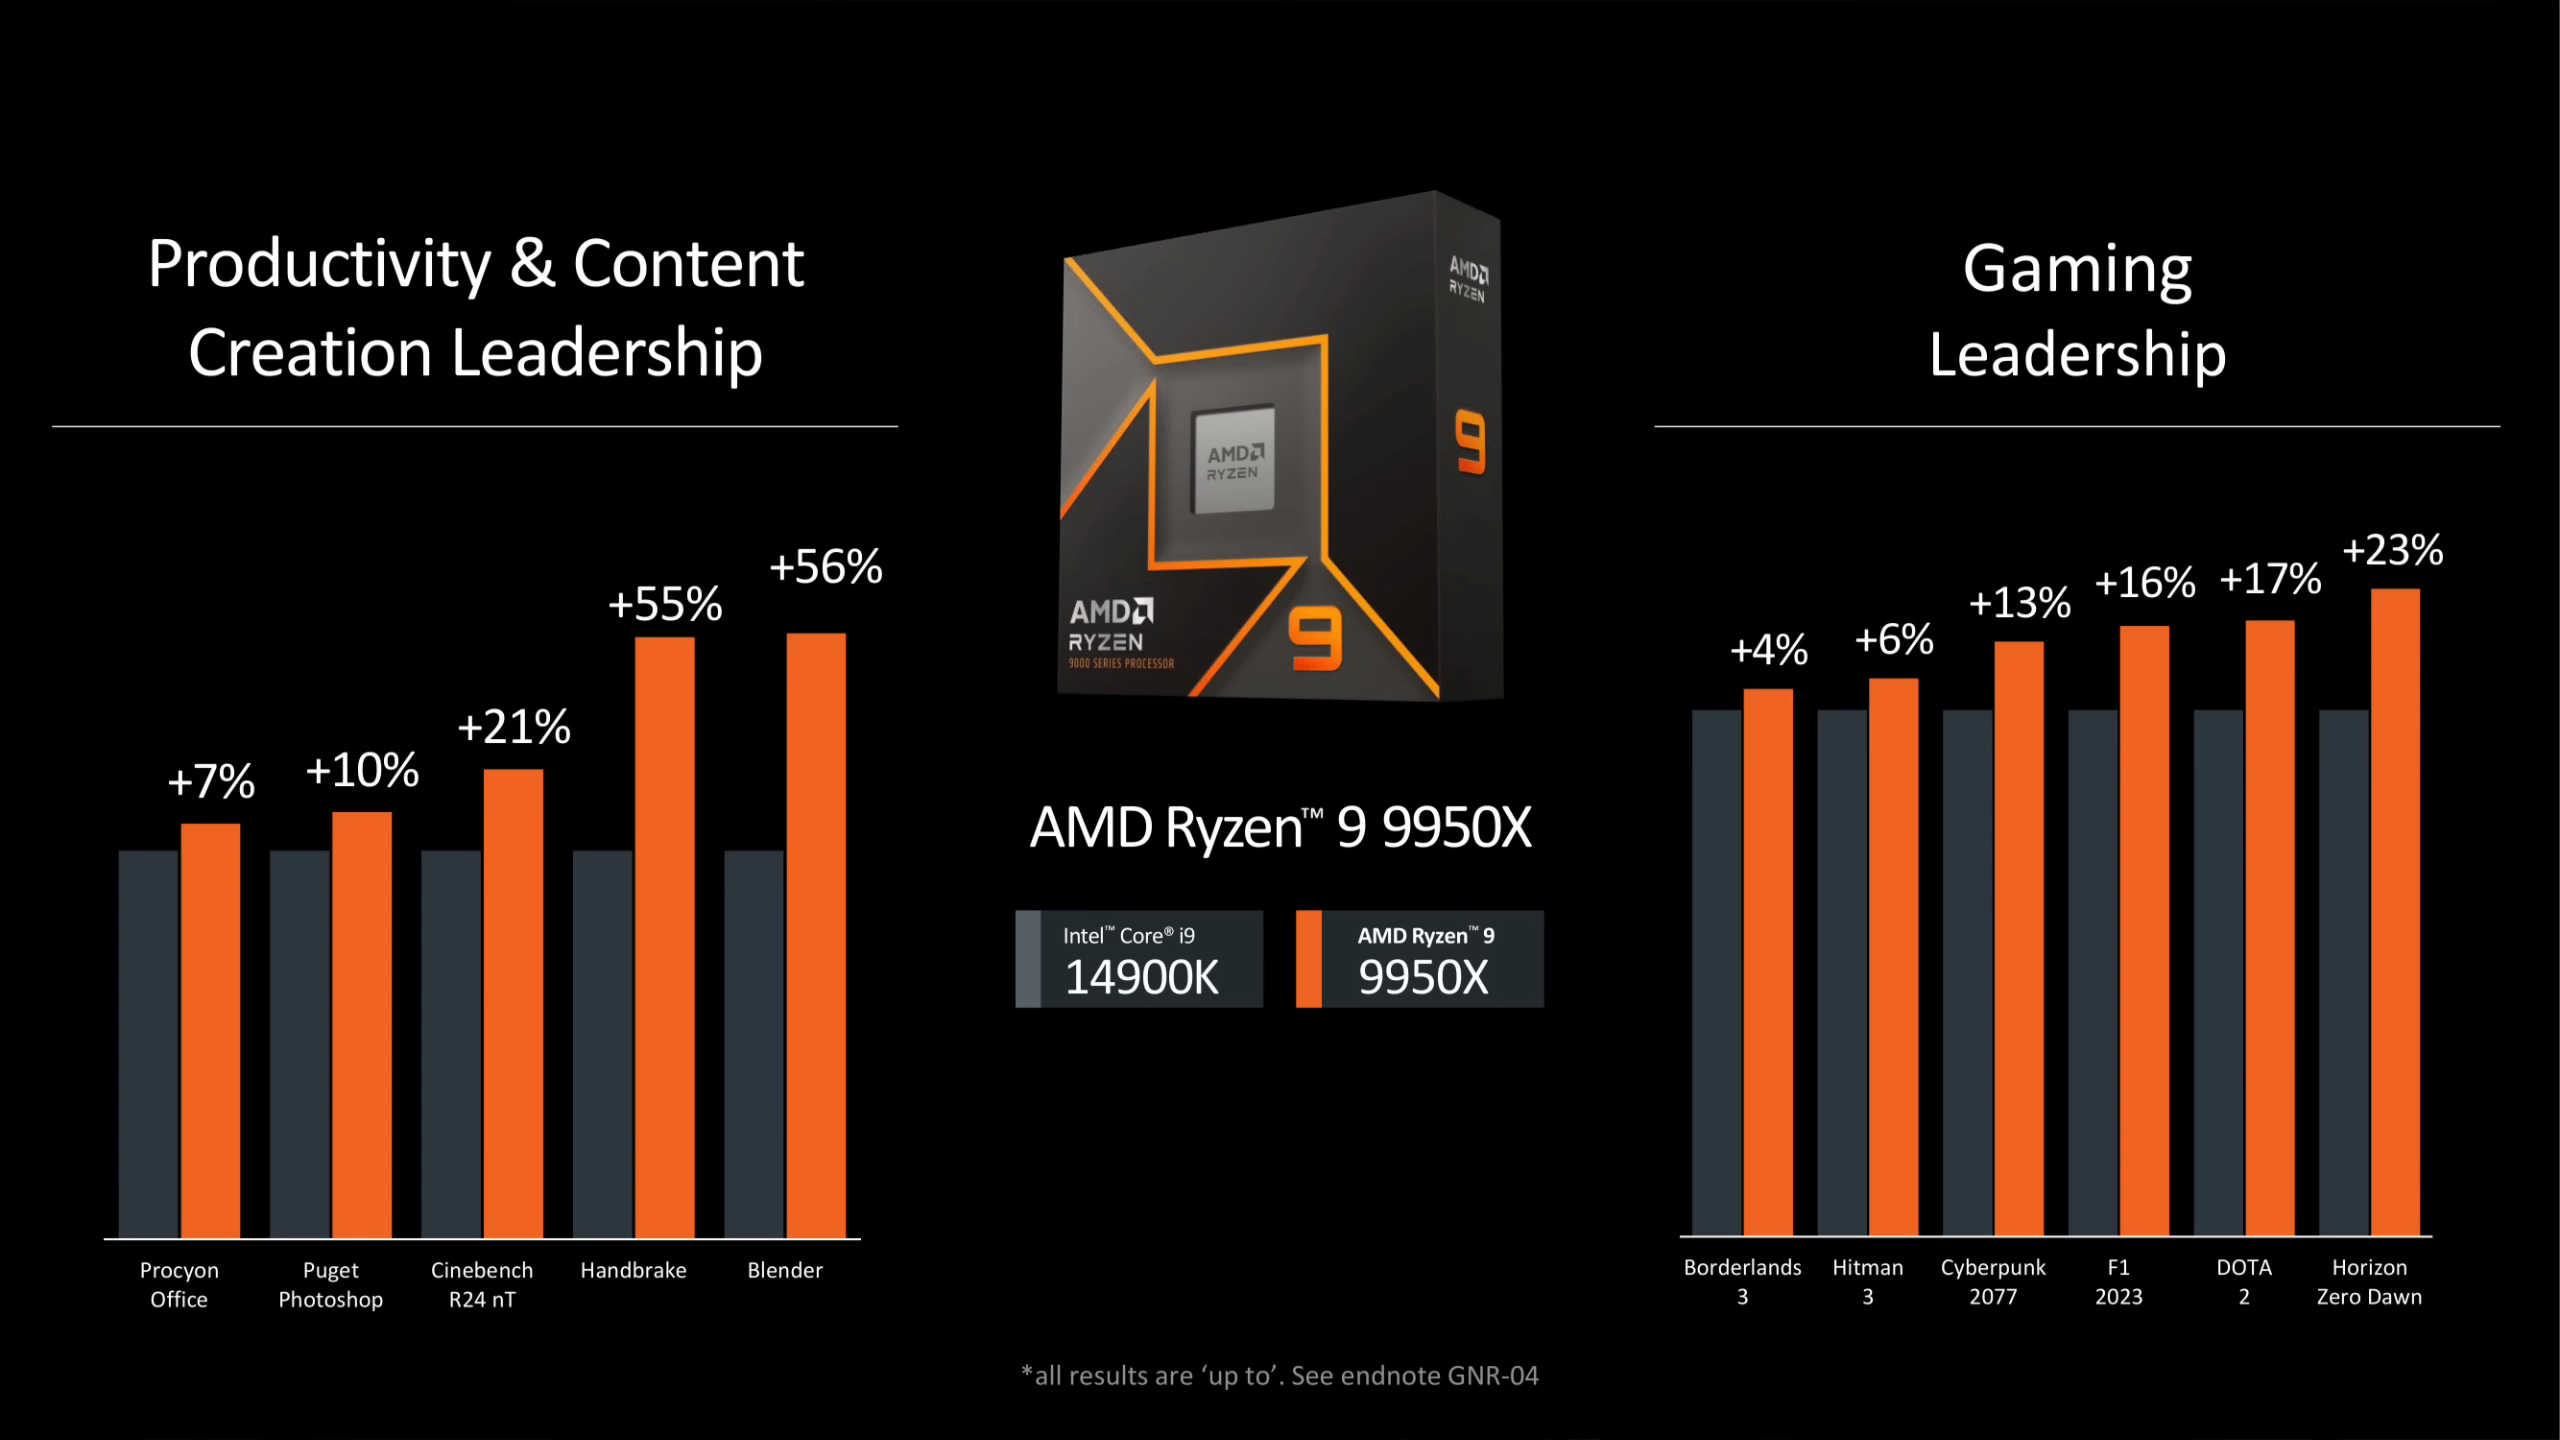 Productivity & Content
Creation Leadership
+7%
+10%
+21%
+55%
+56%
Procyon
Office
Puget
Photoshop
Cinebench
R24 nT
Handbrake
Blender
AMD
RYZEN
9
AMD
RYZEN
AMD
RYZEN
9000 SERIES PROCESSOR
9
AMD Ryzen™ 9 9950X
Intel™ Core® i9
14900K
AMD Ryzen™ 9
9950X
Gaming
Leadership
+4%
+6%
+13%
+16%
+17%
+23%
Borderlands
3
Hitman
3
Cyberpunk
2077
F1
2023
DOTA
2
Horizon
Zero Dawn
*all results are ‘up to’. See endnote GNR-04